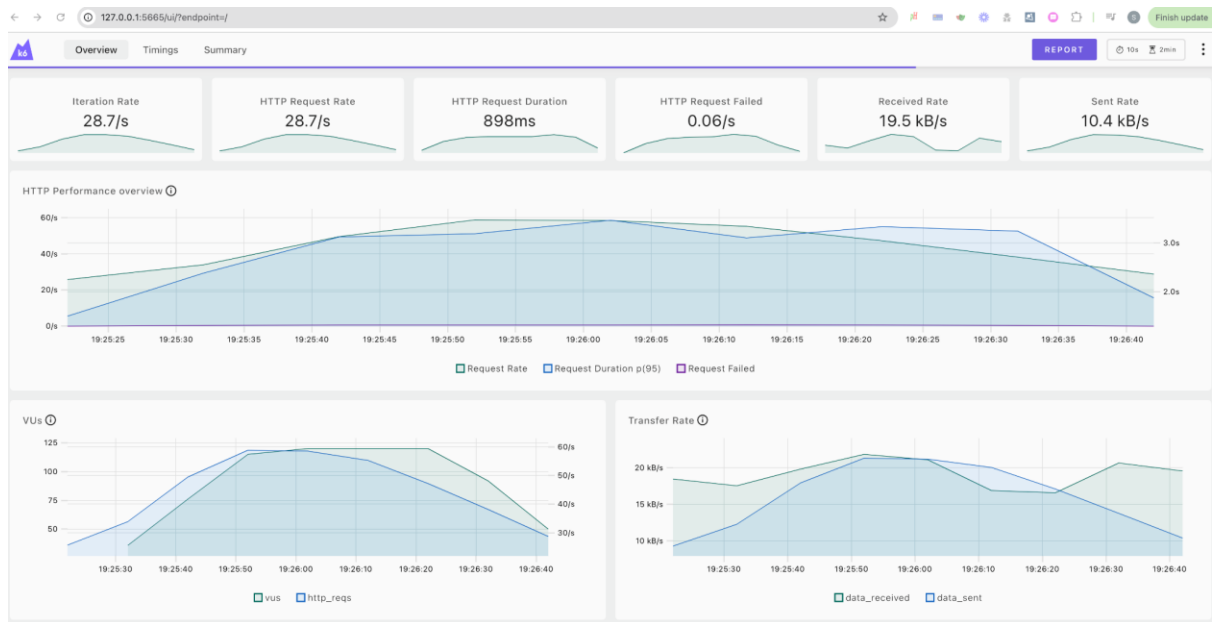 127.0.0.1:5665/ui/?endpoint=/
Finish update
k6
Overview Timings Summary
REPORT
10s 2min
Iteration Rate
28.7/s
HTTP Request Rate
28.7/s
HTTP Request Duration
898ms
HTTP Request Failed
0.06/s
Received Rate
19.5 kB/s
Sent Rate
10.4 kB/s
HTTP Performance overview
60/s
40/s
20/s
0/s
3.0s
2.0s
19:25:25 19:25:30 19:25:35 19:25:40 19:25:45 19:25:50 19:25:55 19:26:00 19:26:05 19:26:10 19:26:15 19:26:20 19:26:25 19:26:30 19:26:35 19:26:40
Request Rate Request Duration p(95) Request Failed
VUs
125
100
75
50
60/s
50/s
40/s
30/s
19:25:30 19:25:40 19:25:50 19:26:00 19:26:10 19:26:20 19:26:30 19:26:40
vus http_reqs
Transfer Rate
20 kB/s
15 kB/s
10 kB/s
19:25:30 19:25:40 19:25:50 19:26:00 19:26:10 19:26:20 19:26:30 19:26:40
data_received data_sent